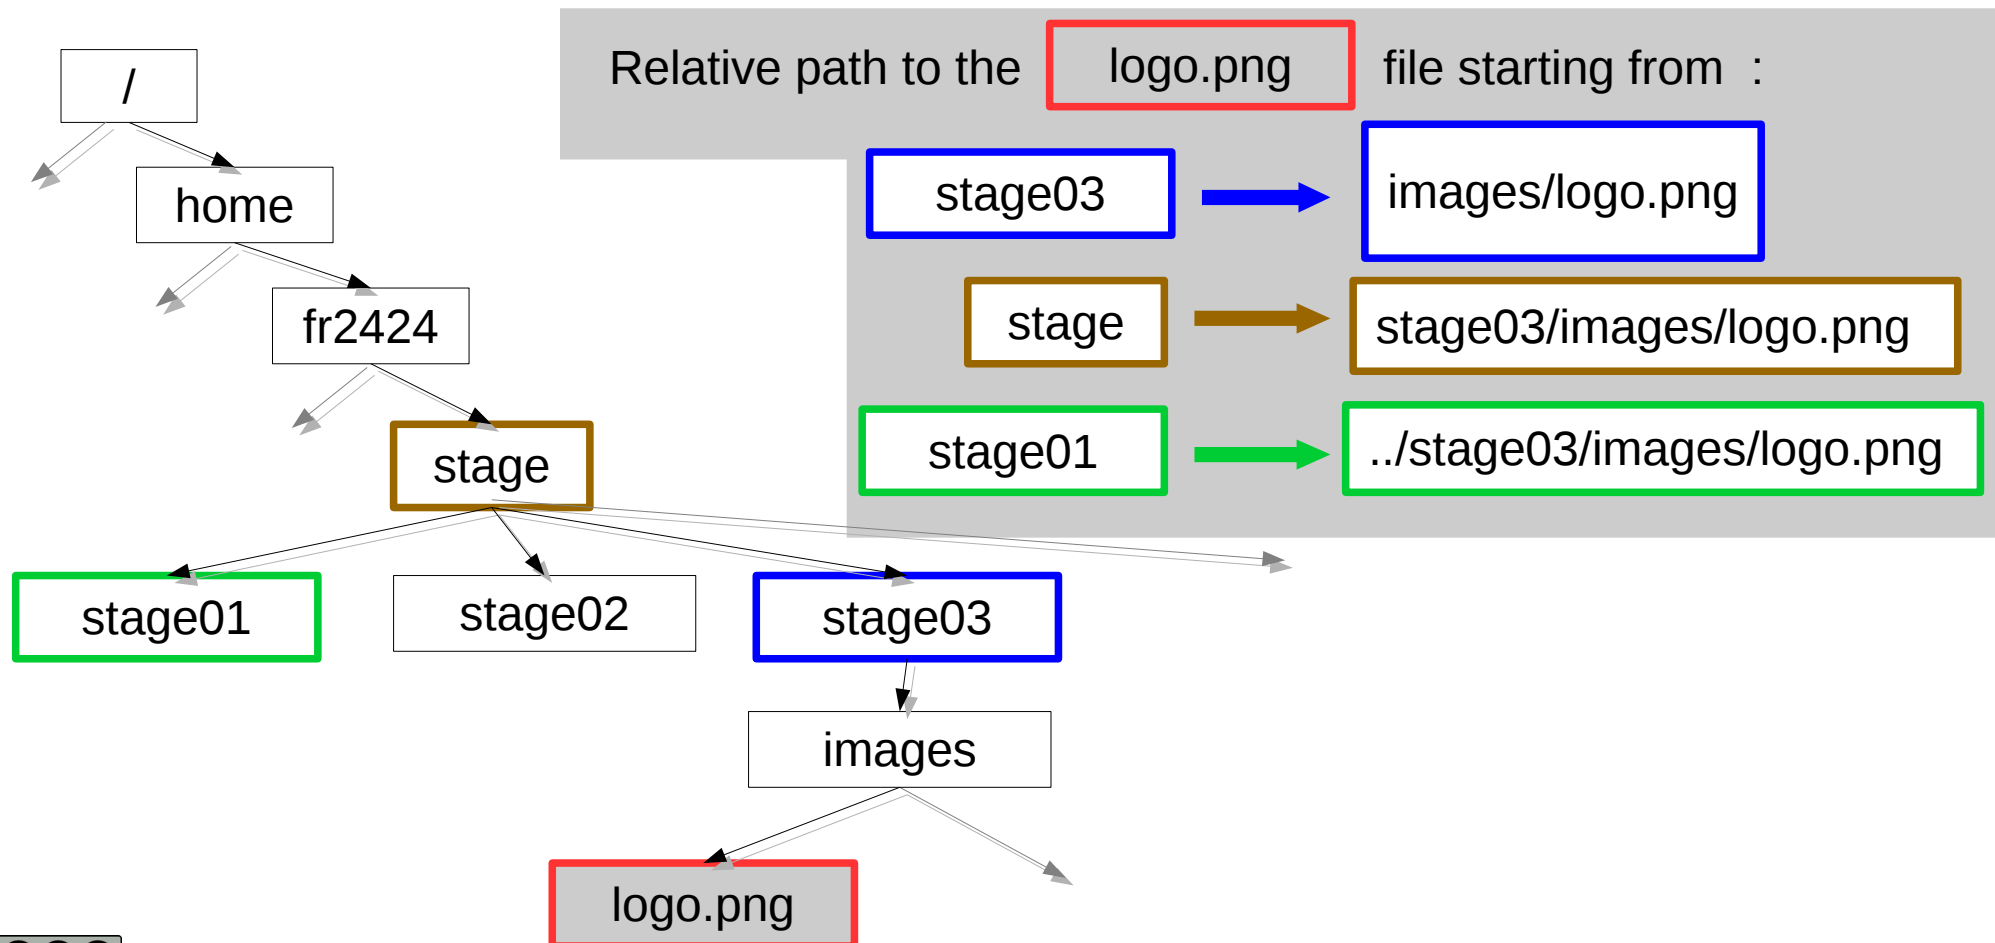 Relative path to the logo.png file starting from :
/
home
fr2424
stage
stage01
stage02
stage03
images
logo.png
stage03 images/logo.png
stage stage03/images/logo.png
stage01 ../stage03/images/logo.png